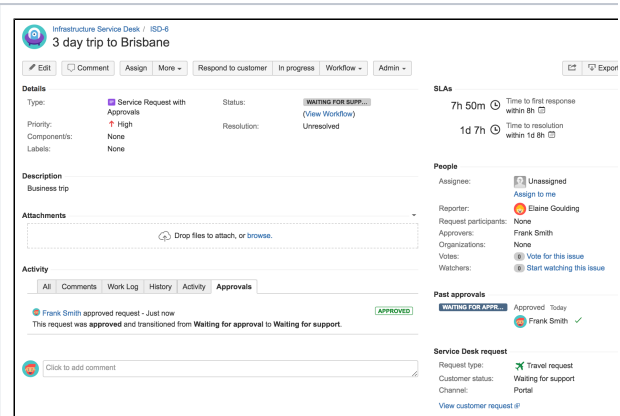 Infrastructure Service Desk / ISD-6
3 day trip to Brisbane
Edit Comment Assign More Respond to customer In progress Workflow Admin Export
Details
Type: Service Request with Approvals
Status: WAITING FOR SUPP...
(View Workflow)
Priority: High
Resolution: Unresolved
Component/s: None
Labels: None
Description
Business trip
Attachments
Drop files to attach, or browse.
Activity
All Comments Work Log History Activity Approvals
Frank Smith approved request - Just now APPROVED
This request was approved and transitioned from Waiting for approval to Waiting for support.
Click to add comment
SLAs
7h 50m Time to first response
within 8h
1d 7h Time to resolution
within 1d 8h
People
Assignee: Unassigned
Assign to me
Reporter: Elaine Goulding
Request participants: None
Approvers: Frank Smith
Organizations: None
Votes: 0 Vote for this issue
Watchers: 0 Start watching this issue
Past approvals
WAITING FOR APPR... Approved Today
Frank Smith
Service Desk request
Request type: Travel request
Customer status: Waiting for support
Channel: Portal
View customer request